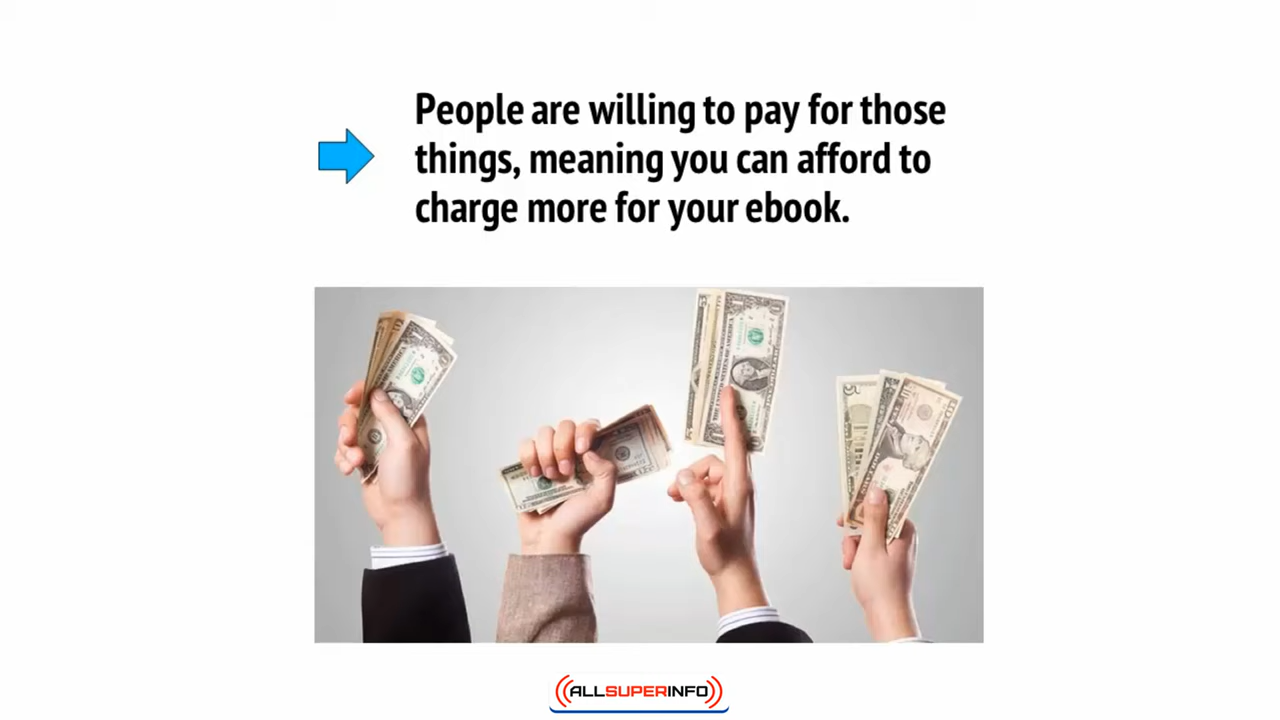 People are willing to pay for those
things, meaning you can afford to
charge more for your ebook.
ALLSUPERINFO